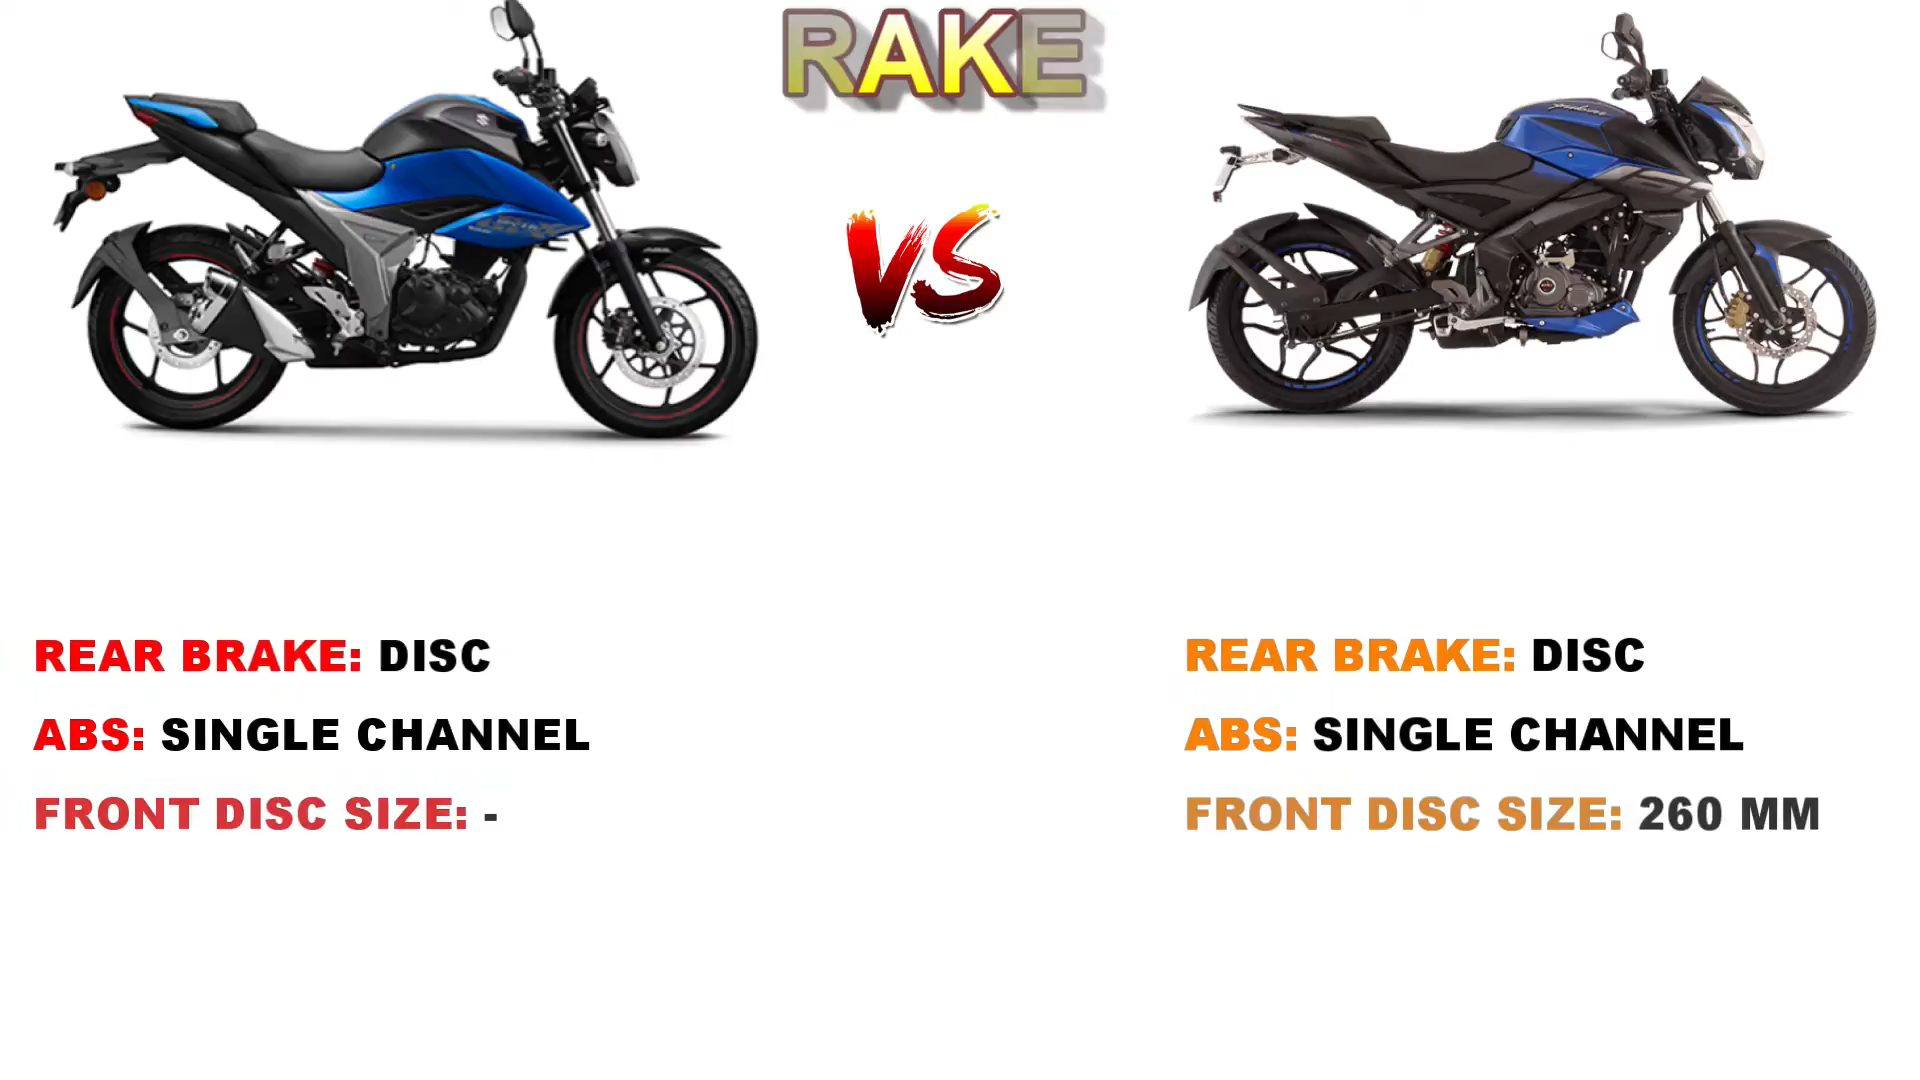 RAKE
VS
REAR BRAKE: DISC
ABS: SINGLE CHANNEL
FRONT DISC SIZE: -
REAR BRAKE: DISC
ABS: SINGLE CHANNEL
FRONT DISC SIZE: 260 MM